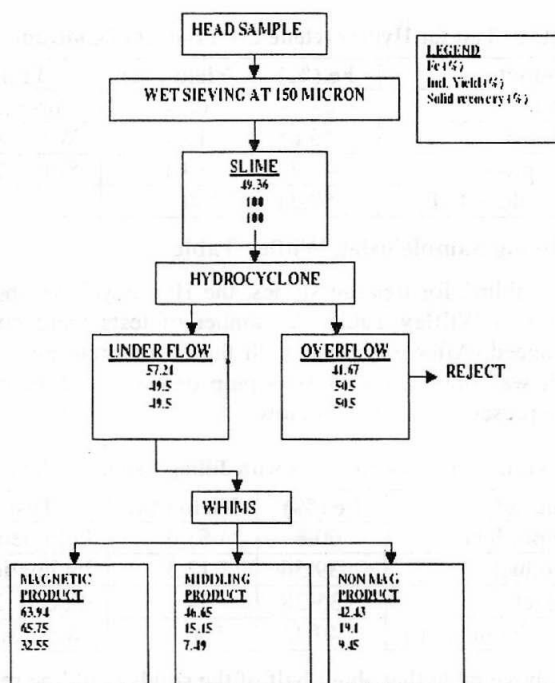 HEAD SAMPLE
LEGEND
Fe (%)
Ind. Yield (%)
Solid recovery (%)
WET SIEVING AT 150 MICRON
SLIME
49.36
100
100
HYDROCYCLONE
UNDER FLOW
57.21
49.5
49.5
OVERFLOW
41.67
50.5
50.5
REJECT
WHIMS
MAGNETIC
PRODUCT
63.94
65.75
32.55
MIDDLING
PRODUCT
46.65
15.15
7.49
NON MAG
PRODUCT
42.43
19.1
9.45